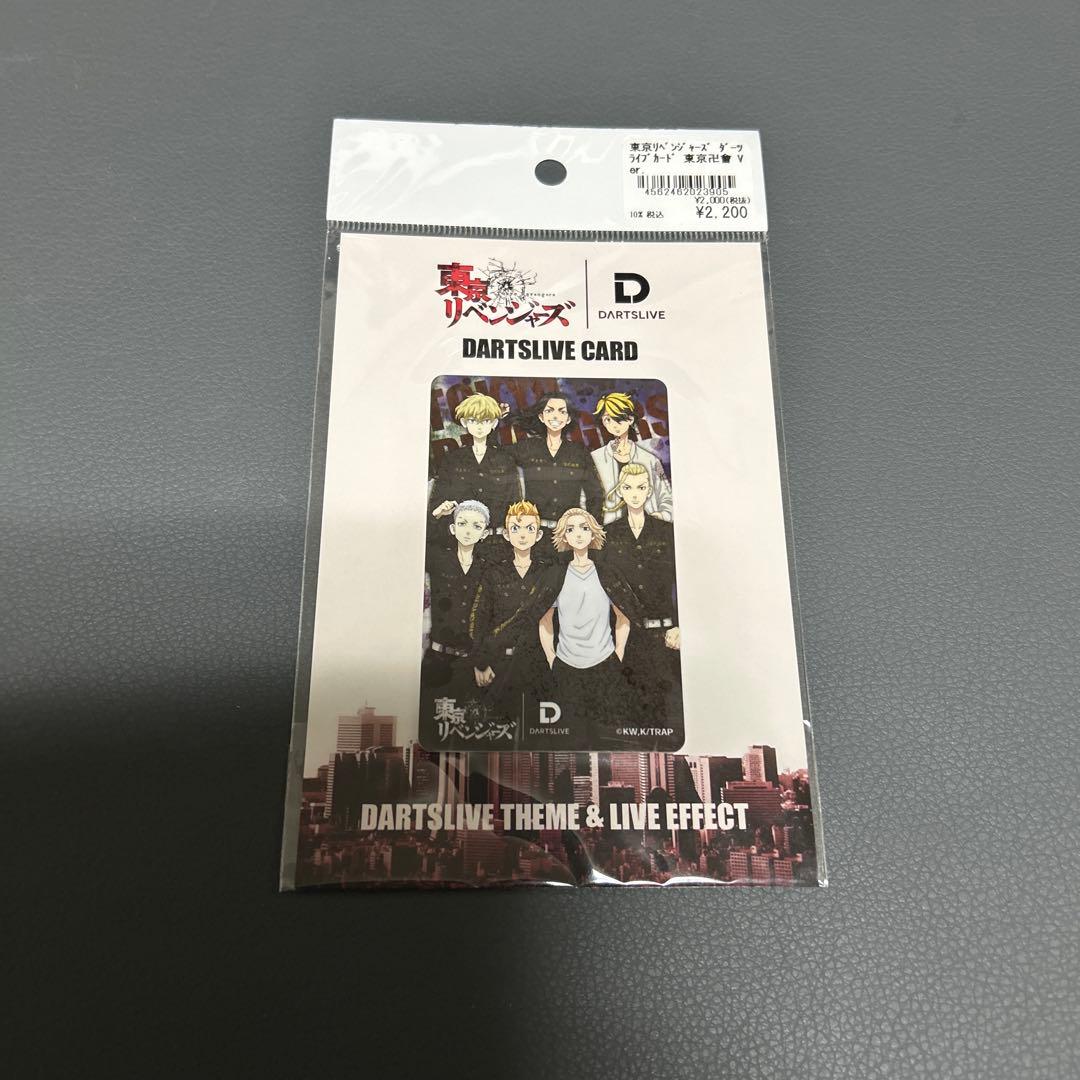 東京ﾘﾍﾞﾝｼﾞｬｰｽﾞ ﾀﾞｰﾂ
ﾗｲﾌﾞｶｰﾄﾞ 東京卍會 V
er.
4562462023905
¥2,000(税抜)
10% 税込 ¥2,200
東京
リベンジャーズ
DARTSLIVE
DARTSLIVE CARD
東京
リベンジャーズ
DARTSLIVE
©KW,K/TRAP
DARTSLIVE THEME & LIVE EFFECT